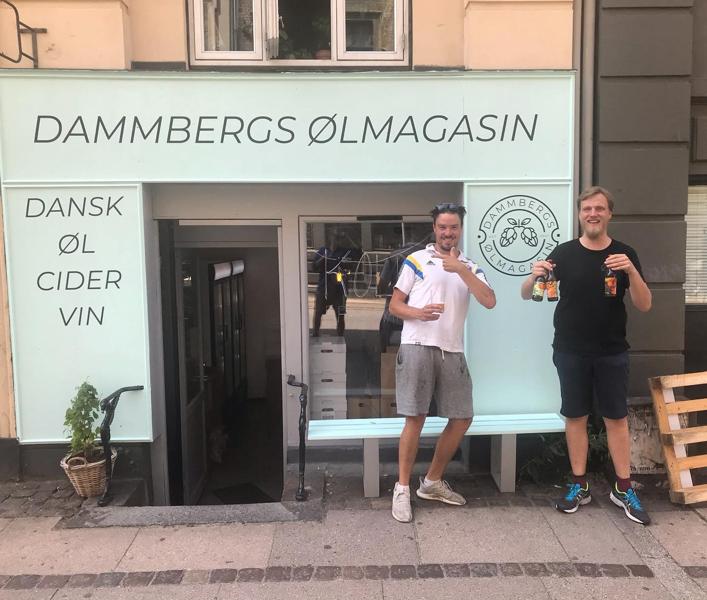 DAMMBERGS ØLMAGASIN
DANSK
ØL
CIDER
VIN
DAMMBERGS
ØLMAGASIN